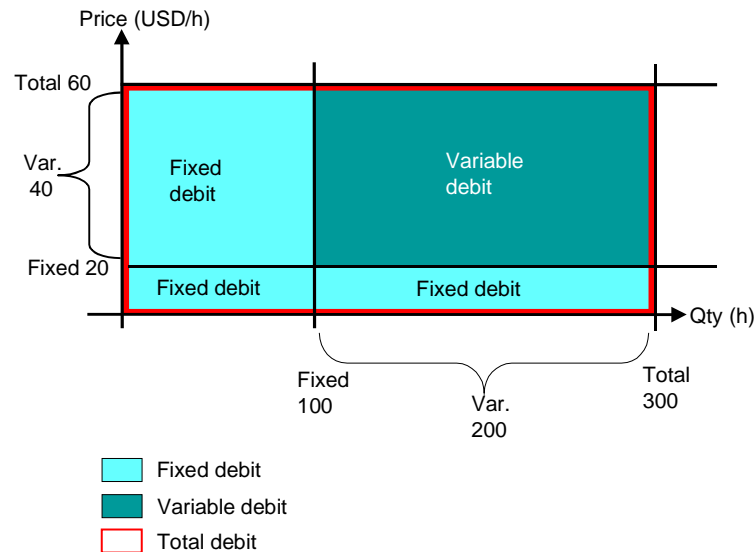 Price (USD/h)
Total 60
Var.
40
Fixed 20
Fixed
debit
Variable
debit
Fixed debit
Fixed debit
Qty (h)
Fixed
100
Var.
200
Total
300
Fixed debit
Variable debit
Total debit